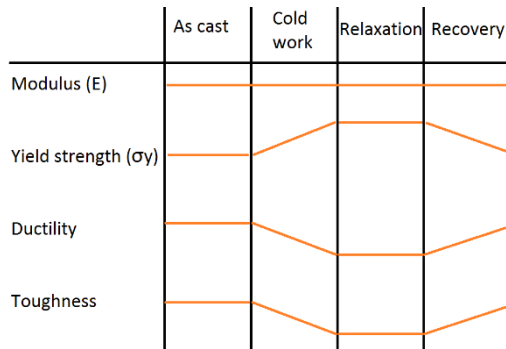 As cast
Cold
work
Relaxation
Recovery
Modulus (E)
Yield strength (σy)
Ductility
Toughness